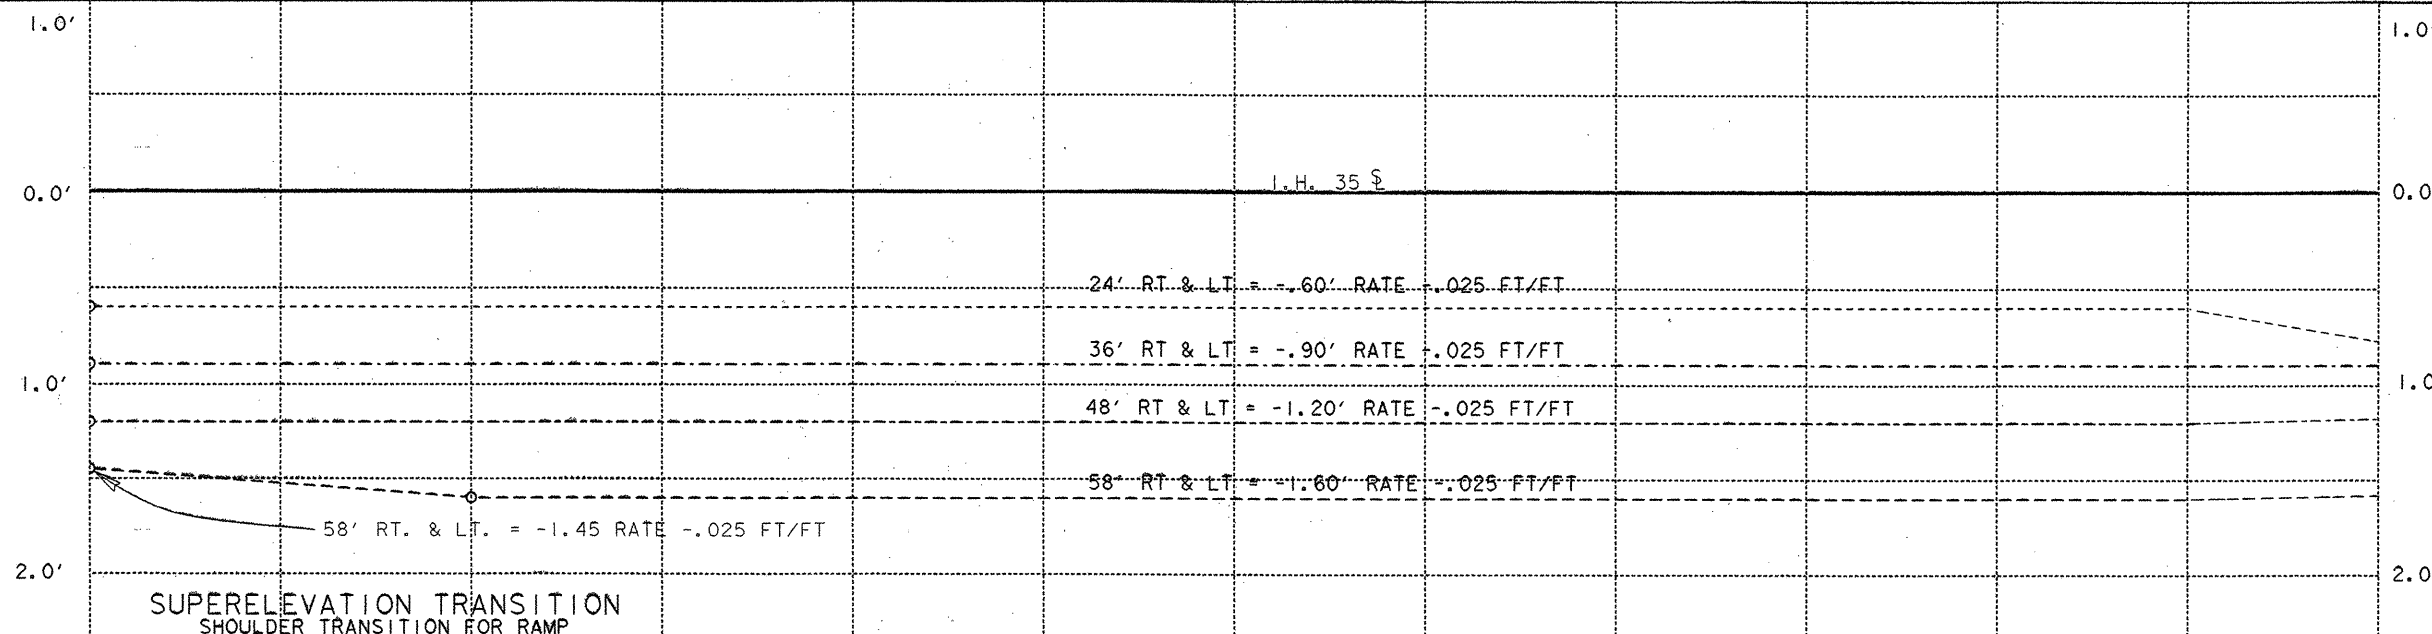 1.0' 1.0
I.H. 35 ℄
0.0' 0.0
24' RT & LT = -.60' RATE -.025 FT/FT
36' RT & LT = -.90' RATE -.025 FT/FT
1.0' 1.0
48' RT & LT = -1.20' RATE -.025 FT/FT
58' RT & LT = -1.60' RATE -.025 FT/FT
58' RT. & LT. = -1.45 RATE -.025 FT/FT
2.0' 2.0
SUPERELEVATION TRANSITION
SHOULDER TRANSITION FOR RAMP